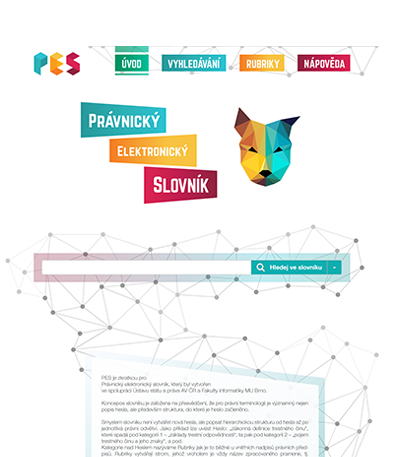 PES
ÚVOD
VYHLEDÁVÁNÍ
RUBRIKY
NÁPOVĚDA
PRÁVNICKÝ
ELEKTRONICKÝ
SLOVNÍK
Hledej ve slovníku
PES je zkratkou pro
Právnický elektronický slovník, který byl vytvořen
ve spolupráci Ústavu státu a práva AV ČR a Fakulty informatiky MU Brno.
Koncepce slovníku je založena na přesvědčení, že pro právní terminologii je významný nejen
popis hesla, ale především struktura, do které je heslo začleněno.
Smyslem slovníku není vytvářet nová hesla, ale popsat hierarchickou strukturu od hesla až po
jednotlivá právní odvětví. Jako příklad lze uvést Heslo: „zákonná definice trestného činu",
které spadá pod kategorii 1 – „základy trestní odpovědnosti", ta pak pod kategorii 2 – „pojem
trestného činu a jeho znaky", a pod.
Kategorie nad Heslem nazýváme Rubriky jak je to běžné u vnitřních nadpisů právních před-
pisů. Rubriky vytvářejí strom, jehož vrcholem je vždy název zpracovaného pramene, tj.